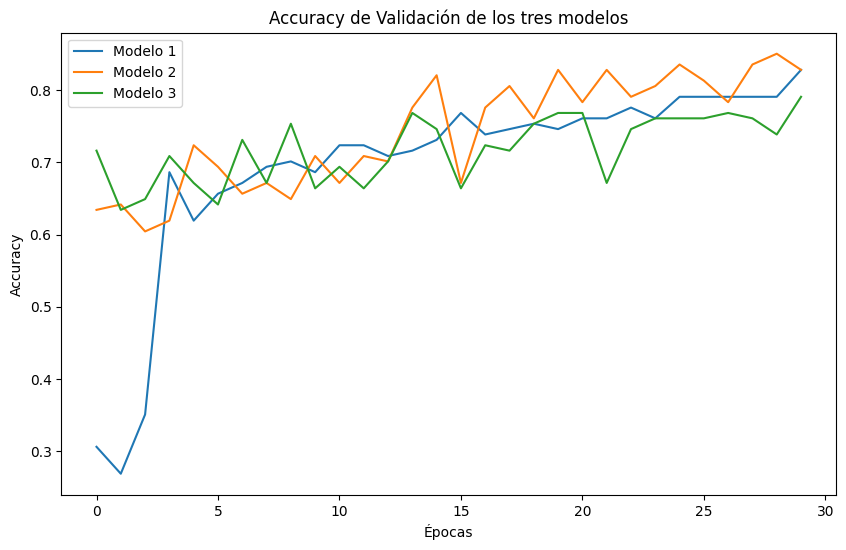 Accuracy de Validación de los tres modelos
Modelo 1
Modelo 2
Modelo 3
Accuracy
0.8
0.7
0.6
0.5
0.4
0.3
0 5 10 15 20 25 30
Épocas